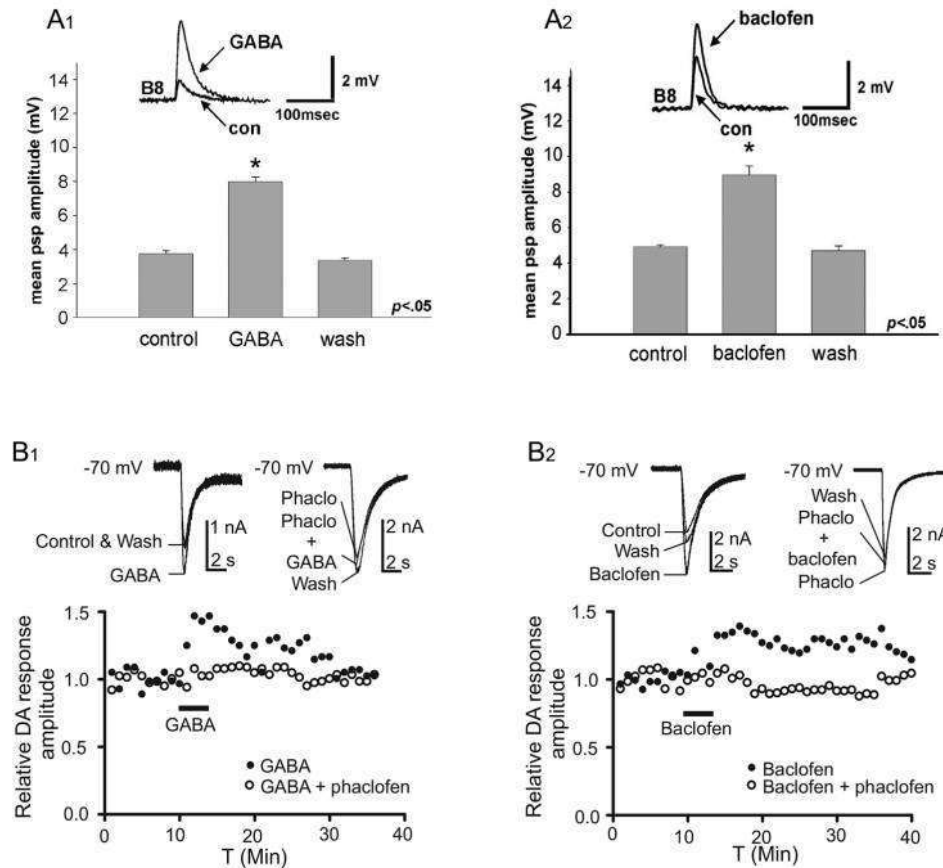 A1
GABA
B8
con
2 mV
100msec
mean psp amplitude (mV)
14
12
10
8
6
4
2
0
*
control GABA wash
p<.05
A2
baclofen
B8
con
2 mV
100msec
mean psp amplitude (mV)
14
12
10
8
6
4
2
0
*
control baclofen wash
p<.05
B1
-70 mV
Control & Wash
GABA
1 nA
2 s
-70 mV
Phaclo
Phaclo
+
GABA
Wash
2 nA
2 s
Relative DA response
amplitude
1.5
1.0
0.5
0.0
GABA
GABA
GABA + phaclofen
0 10 20 30 40
T (Min)
B2
-70 mV
Control
Wash
Baclofen
2 nA
2 s
-70 mV
Wash
Phaclo
+
baclofen
Phaclo
2 nA
2 s
Relative DA response
amplitude
1.5
1.0
0.5
0.0
Baclofen
Baclofen
Baclofen + phaclofen
0 10 20 30 40
T (Min)